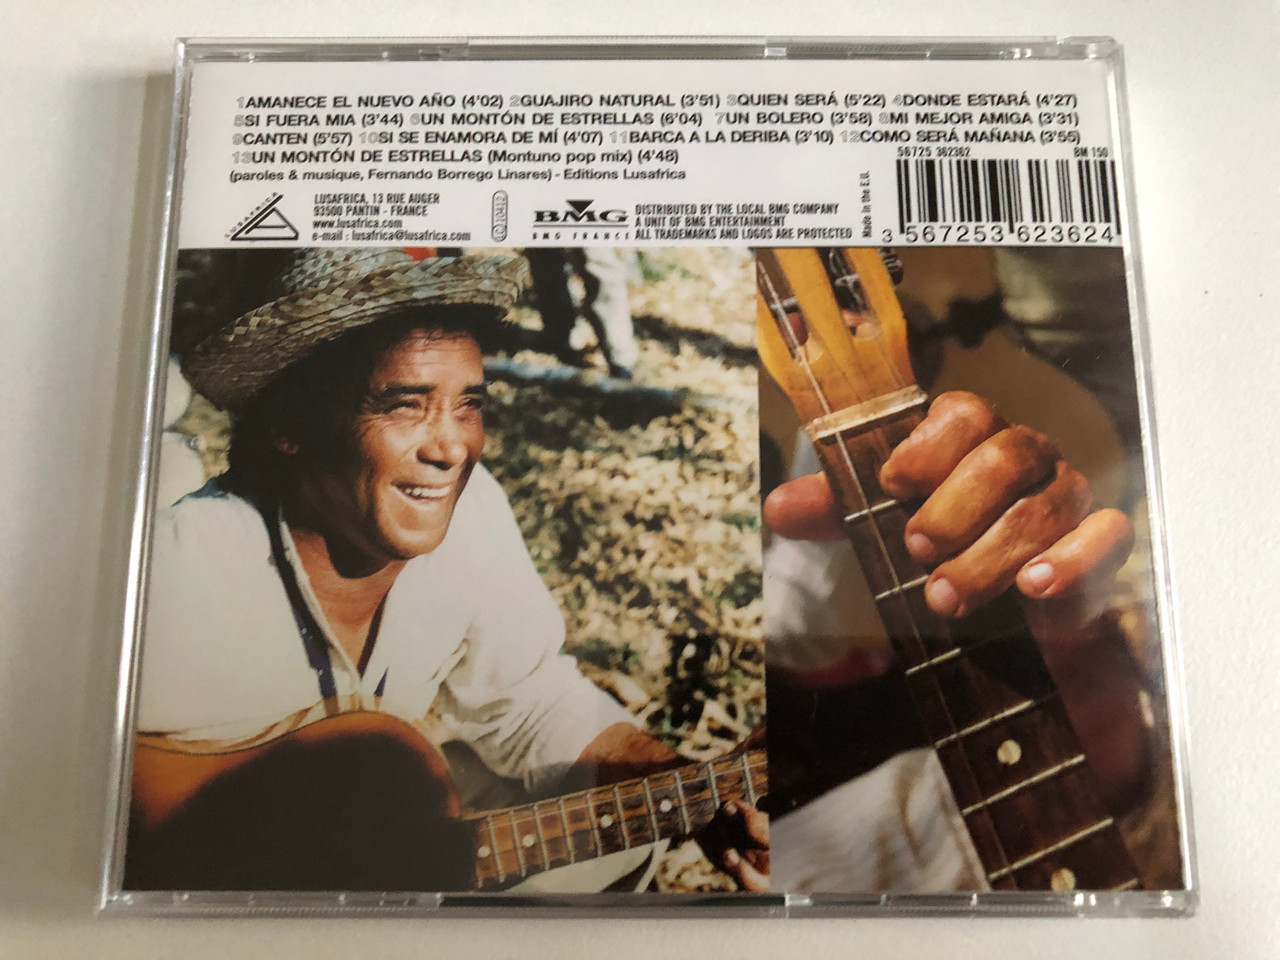 1AMANECE EL NUEVO AÑO (4'02) 2GUAJIRO NATURAL (3'51) 3QUIEN SERÁ (5'22) 4DONDE ESTARÁ (4'27)
5SI FUERA MIA (3'44) 6UN MONTÓN DE ESTRELLAS (6'04) 7UN BOLERO (3'58) 8MI MEJOR AMIGA (3'31)
9CANTEN (5'57) 10SI SE ENAMORA DE MÍ (4'07) 11BARCA A LA DERIBA (3'10) 12COMO SERÁ MAÑANA (3'55)
13UN MONTÓN DE ESTRELLAS (Montuno pop mix) (4'48)
(paroles & musique, Fernando Borrego Linares) - Editions Lusafrica
LUSAFRICA
LUSAFRICA, 13 RUE AUGER
93500 PANTIN - FRANCE
www.lusafrica.com
e-mail : lusafrica@lusafrica.com
LC 10412
BMG
BMG FRANCE
DISTRIBUTED BY THE LOCAL BMG COMPANY
A UNIT OF BMG ENTERTAINMENT
ALL TRADEMARKS AND LOGOS ARE PROTECTED
Made in the E.U.
56725 362362 BM 150
3 567253 623624